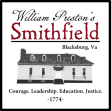 William Preston's
Smithfield
Blacksburg, Va
Courage. Leadership. Education. Justice.
-1774-